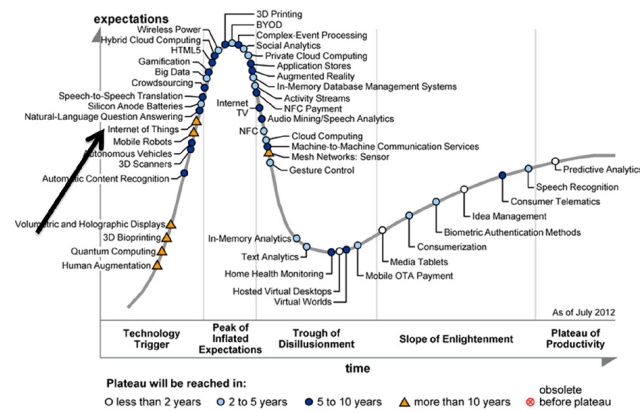 expectations
3D Printing
Wireless Power
BYOD
Hybrid Cloud Computing
Complex-Event Processing
HTML5
Social Analytics
Gamification
Private Cloud Computing
Big Data
Application Stores
Crowdsourcing
Augmented Reality
Speech-to-Speech Translation
In-Memory Database Management Systems
Silicon Anode Batteries
Activity Streams
Natural-Language Question Answering
NFC Payment
Internet
TV
Internet of Things
Audio Mining/Speech Analytics
NFC
Mobile Robots
Cloud Computing
Autonomous Vehicles
Machine-to-Machine Communication Services
3D Scanners
Mesh Networks: Sensor
Automatic Content Recognition
Gesture Control
Predictive Analytics
Speech Recognition
Consumer Telematics
Idea Management
Volumetric and Holographic Displays
Biometric Authentication Methods
3D Bioprinting
In-Memory Analytics
Consumerization
Quantum Computing
Text Analytics
Media Tablets
Human Augmentation
Home Health Monitoring
Mobile OTA Payment
Hosted Virtual Desktops
Virtual Worlds
As of July 2012
Technology
Trigger
Peak of
Inflated
Expectations
Trough of
Disillusionment
Slope of Enlightenment
Plateau of
Productivity
time
Plateau will be reached in:
less than 2 years
2 to 5 years
5 to 10 years
more than 10 years
obsolete
before plateau